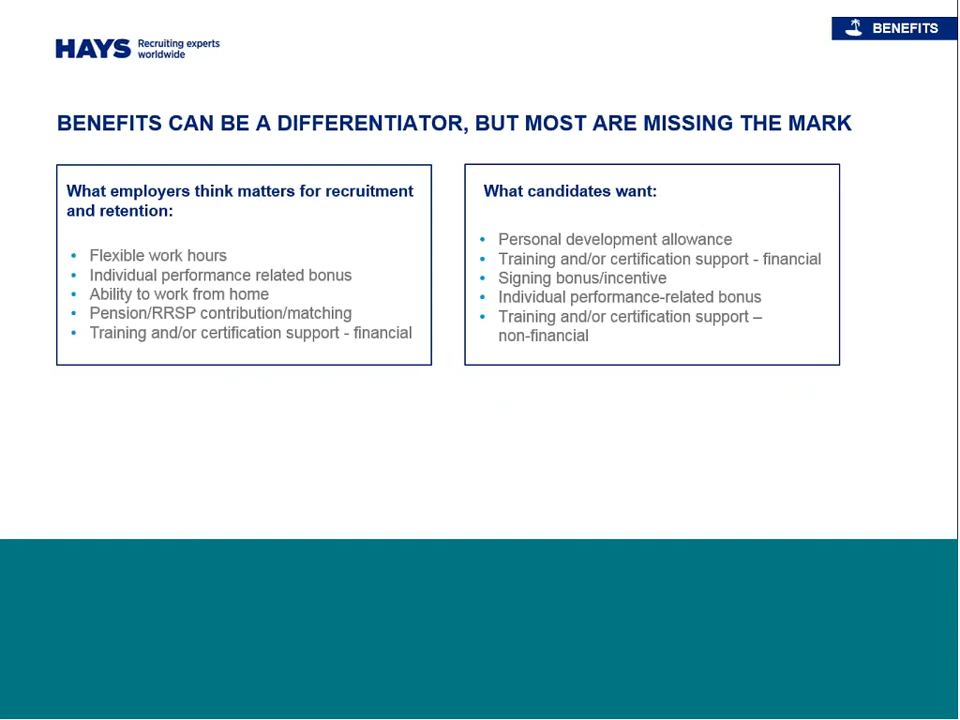 HAYS Recruiting experts
worldwide
BENEFITS
BENEFITS CAN BE A DIFFERENTIATOR, BUT MOST ARE MISSING THE MARK
What employers think matters for recruitment
and retention:
• Flexible work hours
• Individual performance related bonus
• Ability to work from home
• Pension/RRSP contribution/matching
• Training and/or certification support - financial
What candidates want:
• Personal development allowance
• Training and/or certification support - financial
• Signing bonus/incentive
• Individual performance-related bonus
• Training and/or certification support –
non-financial